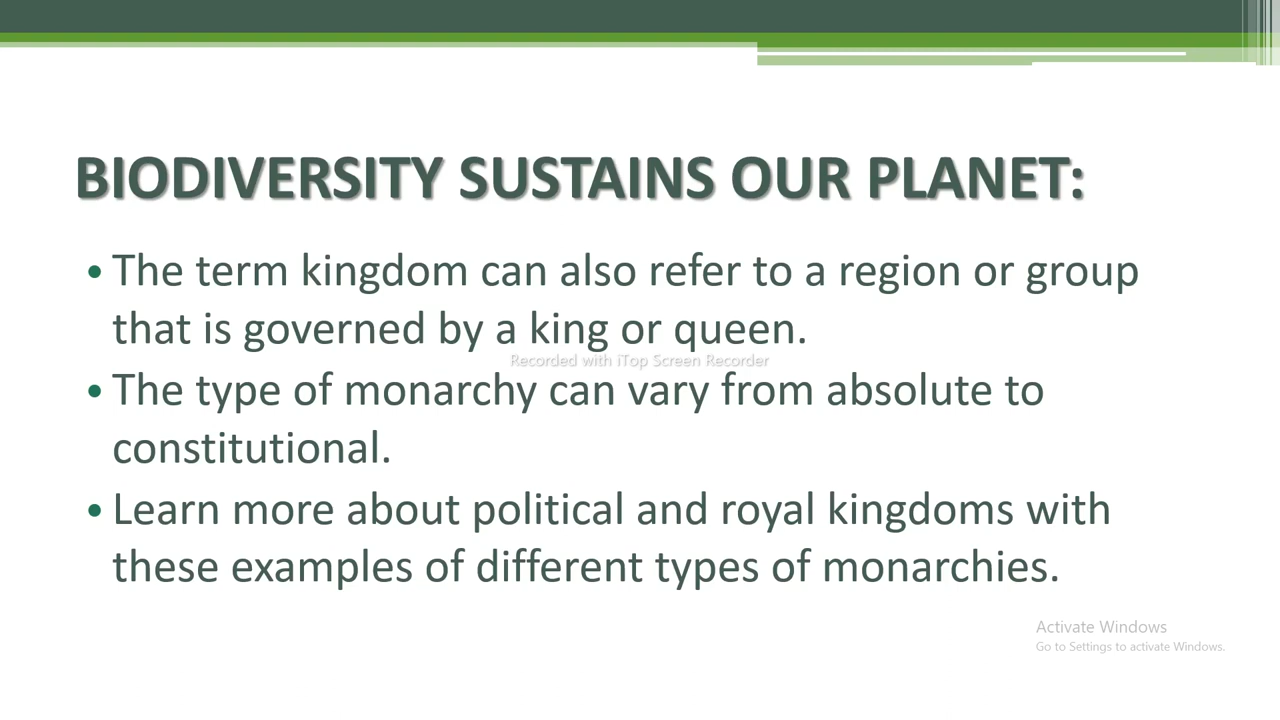 BIODIVERSITY SUSTAINS OUR PLANET:
• The term kingdom can also refer to a region or group
that is governed by a king or queen.
Recorded with iTop Screen Recorder
• The type of monarchy can vary from absolute to
constitutional.
• Learn more about political and royal kingdoms with
these examples of different types of monarchies.
Activate Windows
Go to Settings to activate Windows.